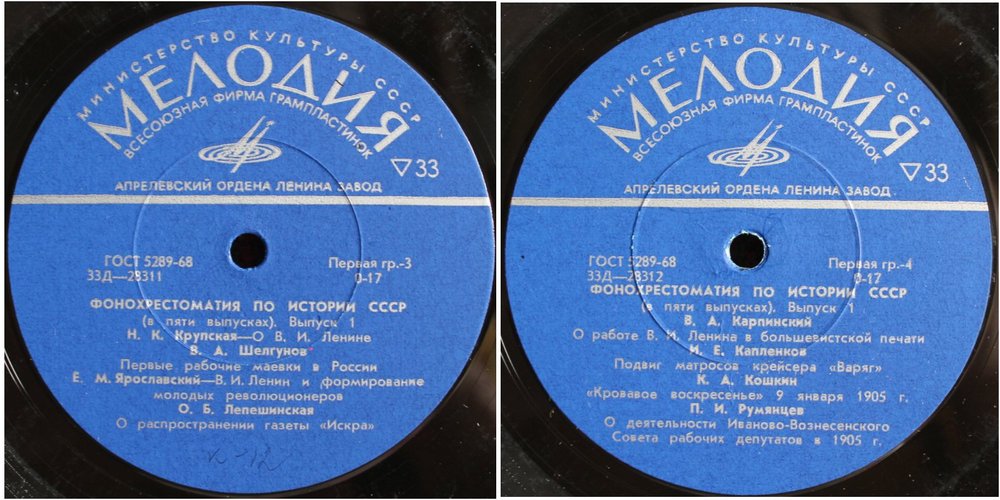 МИНИСТЕРСТВО КУЛЬТУРЫ СССР
МЕЛОДИЯ
ВСЕСОЮЗНАЯ ФИРМА ГРАМПЛАСТИНОК
▽33
АПРЕЛЕВСКИЙ ОРДЕНА ЛЕНИНА ЗАВОД
ГОСТ 5289-68
Первая гр.-3
33Д—28311
0-17
ФОНОХРЕСТОМАТИЯ ПО ИСТОРИИ СССР
(в пяти выпусках). Выпуск 1
Н. К. Крупская—О В. И. Ленине
В. А. Шелгунов
Первые рабочие маевки в России
Е. М. Ярославский—В. И. Ленин и формирование
молодых революционеров
О. Б. Лепешинская
О распространении газеты «Искра»
МИНИСТЕРСТВО КУЛЬТУРЫ СССР
МЕЛОДИЯ
ВСЕСОЮЗНАЯ ФИРМА ГРАМПЛАСТИНОК
▽33
АПРЕЛЕВСКИЙ ОРДЕНА ЛЕНИНА ЗАВОД
ГОСТ 5289-68
Первая гр.-4
33Д—28312
0-17
ФОНОХРЕСТОМАТИЯ ПО ИСТОРИИ СССР
(в пяти выпусках). Выпуск 1
В. А. Карпинский
О работе В. И. Ленина в большевистской печати
И. Е. Капленков
Подвиг матросов крейсера «Варяг»
К. А. Кошкин
«Кровавое воскресенье» 9 января 1905 г.
П. И. Румянцев
О деятельности Иваново-Вознесенского
Совета рабочих депутатов в 1905 г.